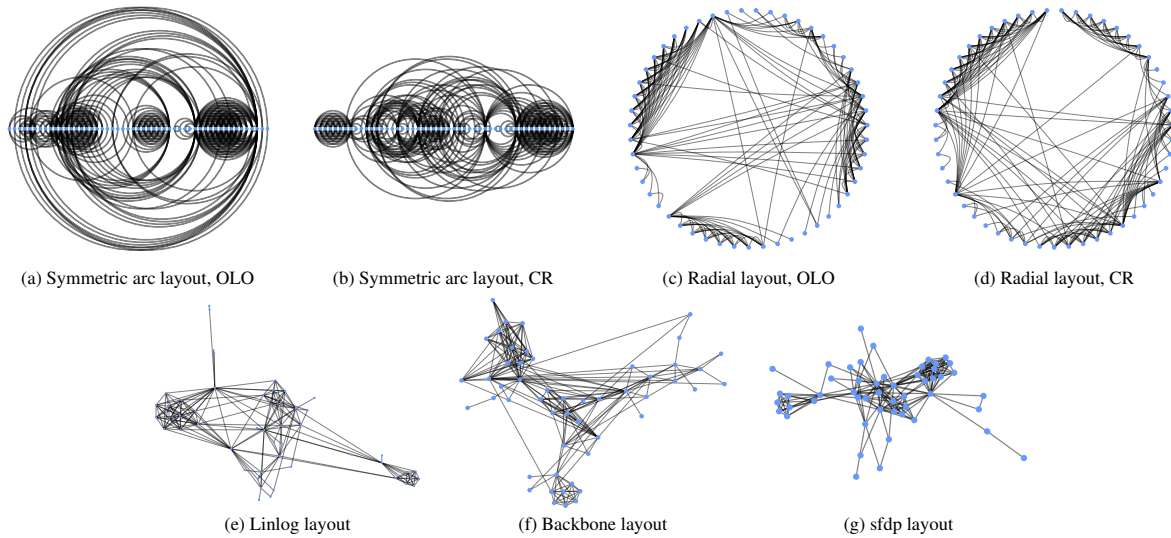 (a) Symmetric arc layout, OLO
(b) Symmetric arc layout, CR
(c) Radial layout, OLO
(d) Radial layout, CR
(e) Linlog layout
(f) Backbone layout
(g) sfdp layout